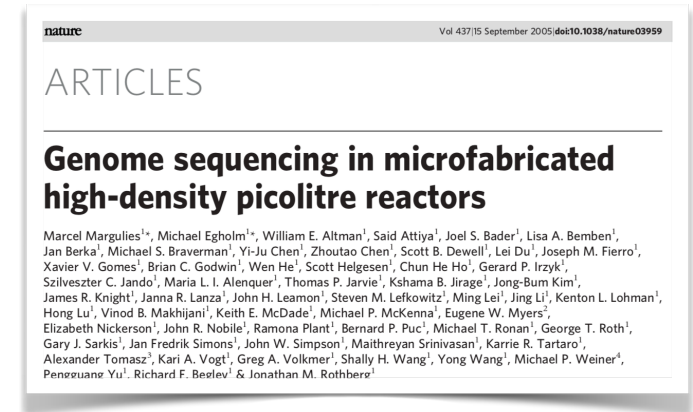 nature
Vol 437|15 September 2005|doi:10.1038/nature03959
ARTICLES
Genome sequencing in microfabricated
high-density picolitre reactors
Marcel Margulies¹*, Michael Egholm¹*, William E. Altman¹, Said Attiya¹, Joel S. Bader¹, Lisa A. Bemben¹,
Jan Berka¹, Michael S. Braverman¹, Yi-Ju Chen¹, Zhoutao Chen¹, Scott B. Dewell¹, Lei Du¹, Joseph M. Fierro¹,
Xavier V. Gomes¹, Brian C. Godwin¹, Wen He¹, Scott Helgesen¹, Chun He Ho¹, Gerard P. Irzyk¹,
Szilveszter C. Jando¹, Maria L. I. Alenquer¹, Thomas P. Jarvie¹, Kshama B. Jirage¹, Jong-Bum Kim¹,
James R. Knight¹, Janna R. Lanza¹, John H. Leamon¹, Steven M. Lefkowitz¹, Ming Lei¹, Jing Li¹, Kenton L. Lohman¹,
Hong Lu¹, Vinod B. Makhijani¹, Keith E. McDade¹, Michael P. McKenna¹, Eugene W. Myers²,
Elizabeth Nickerson¹, John R. Nobile¹, Ramona Plant¹, Bernard P. Puc¹, Michael T. Ronan¹, George T. Roth¹,
Gary J. Sarkis¹, Jan Fredrik Simons¹, John W. Simpson¹, Maithreyan Srinivasan¹, Karrie R. Tartaro¹,
Alexander Tomasz³, Kari A. Vogt¹, Greg A. Volkmer¹, Shally H. Wang¹, Yong Wang¹, Michael P. Weiner⁴,
Pengguang Yu¹, Richard F. Begley¹ & Jonathan M. Rothberg¹